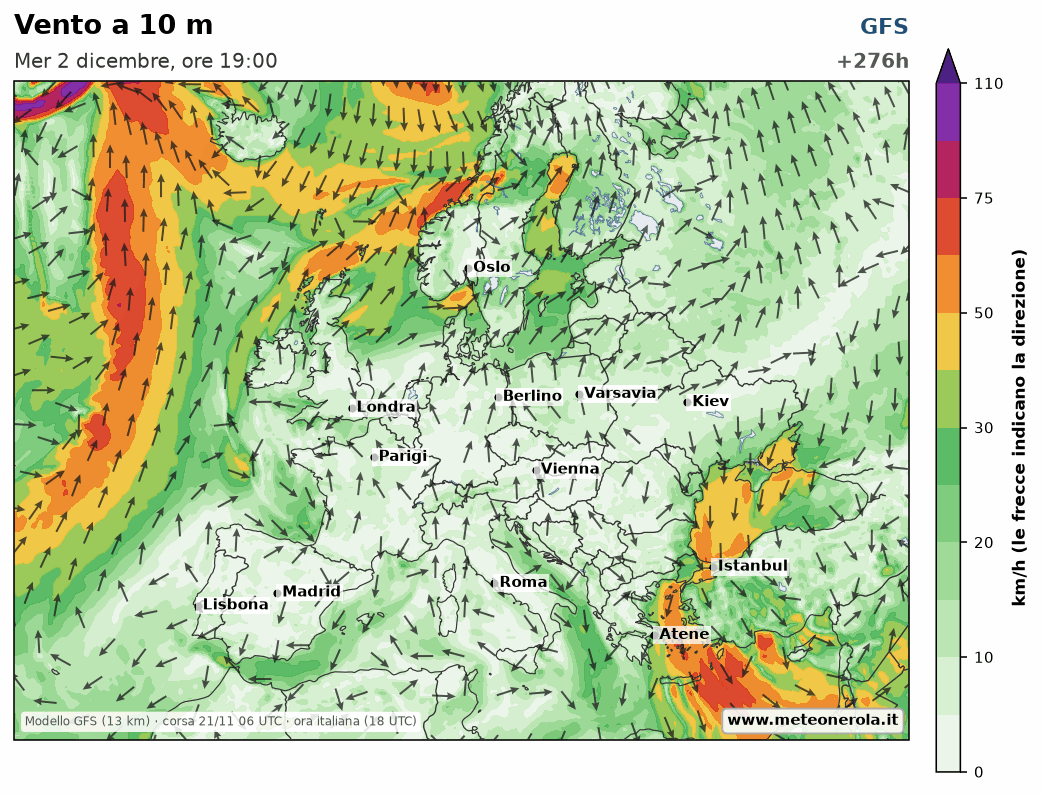 Vento a 10 m
GFS
Mer 2 dicembre, ore 19:00
+276h
110
75
50
30
20
10
0
km/h (le frecce indicano la direzione)
Oslo
Berlino
Varsavia
Kiev
Londra
Parigi
Vienna
Istanbul
Roma
Madrid
Lisbona
Atene
Modello GFS (13 km) · corsa 21/11 06 UTC · ora italiana (18 UTC)
www.meteonerola.it